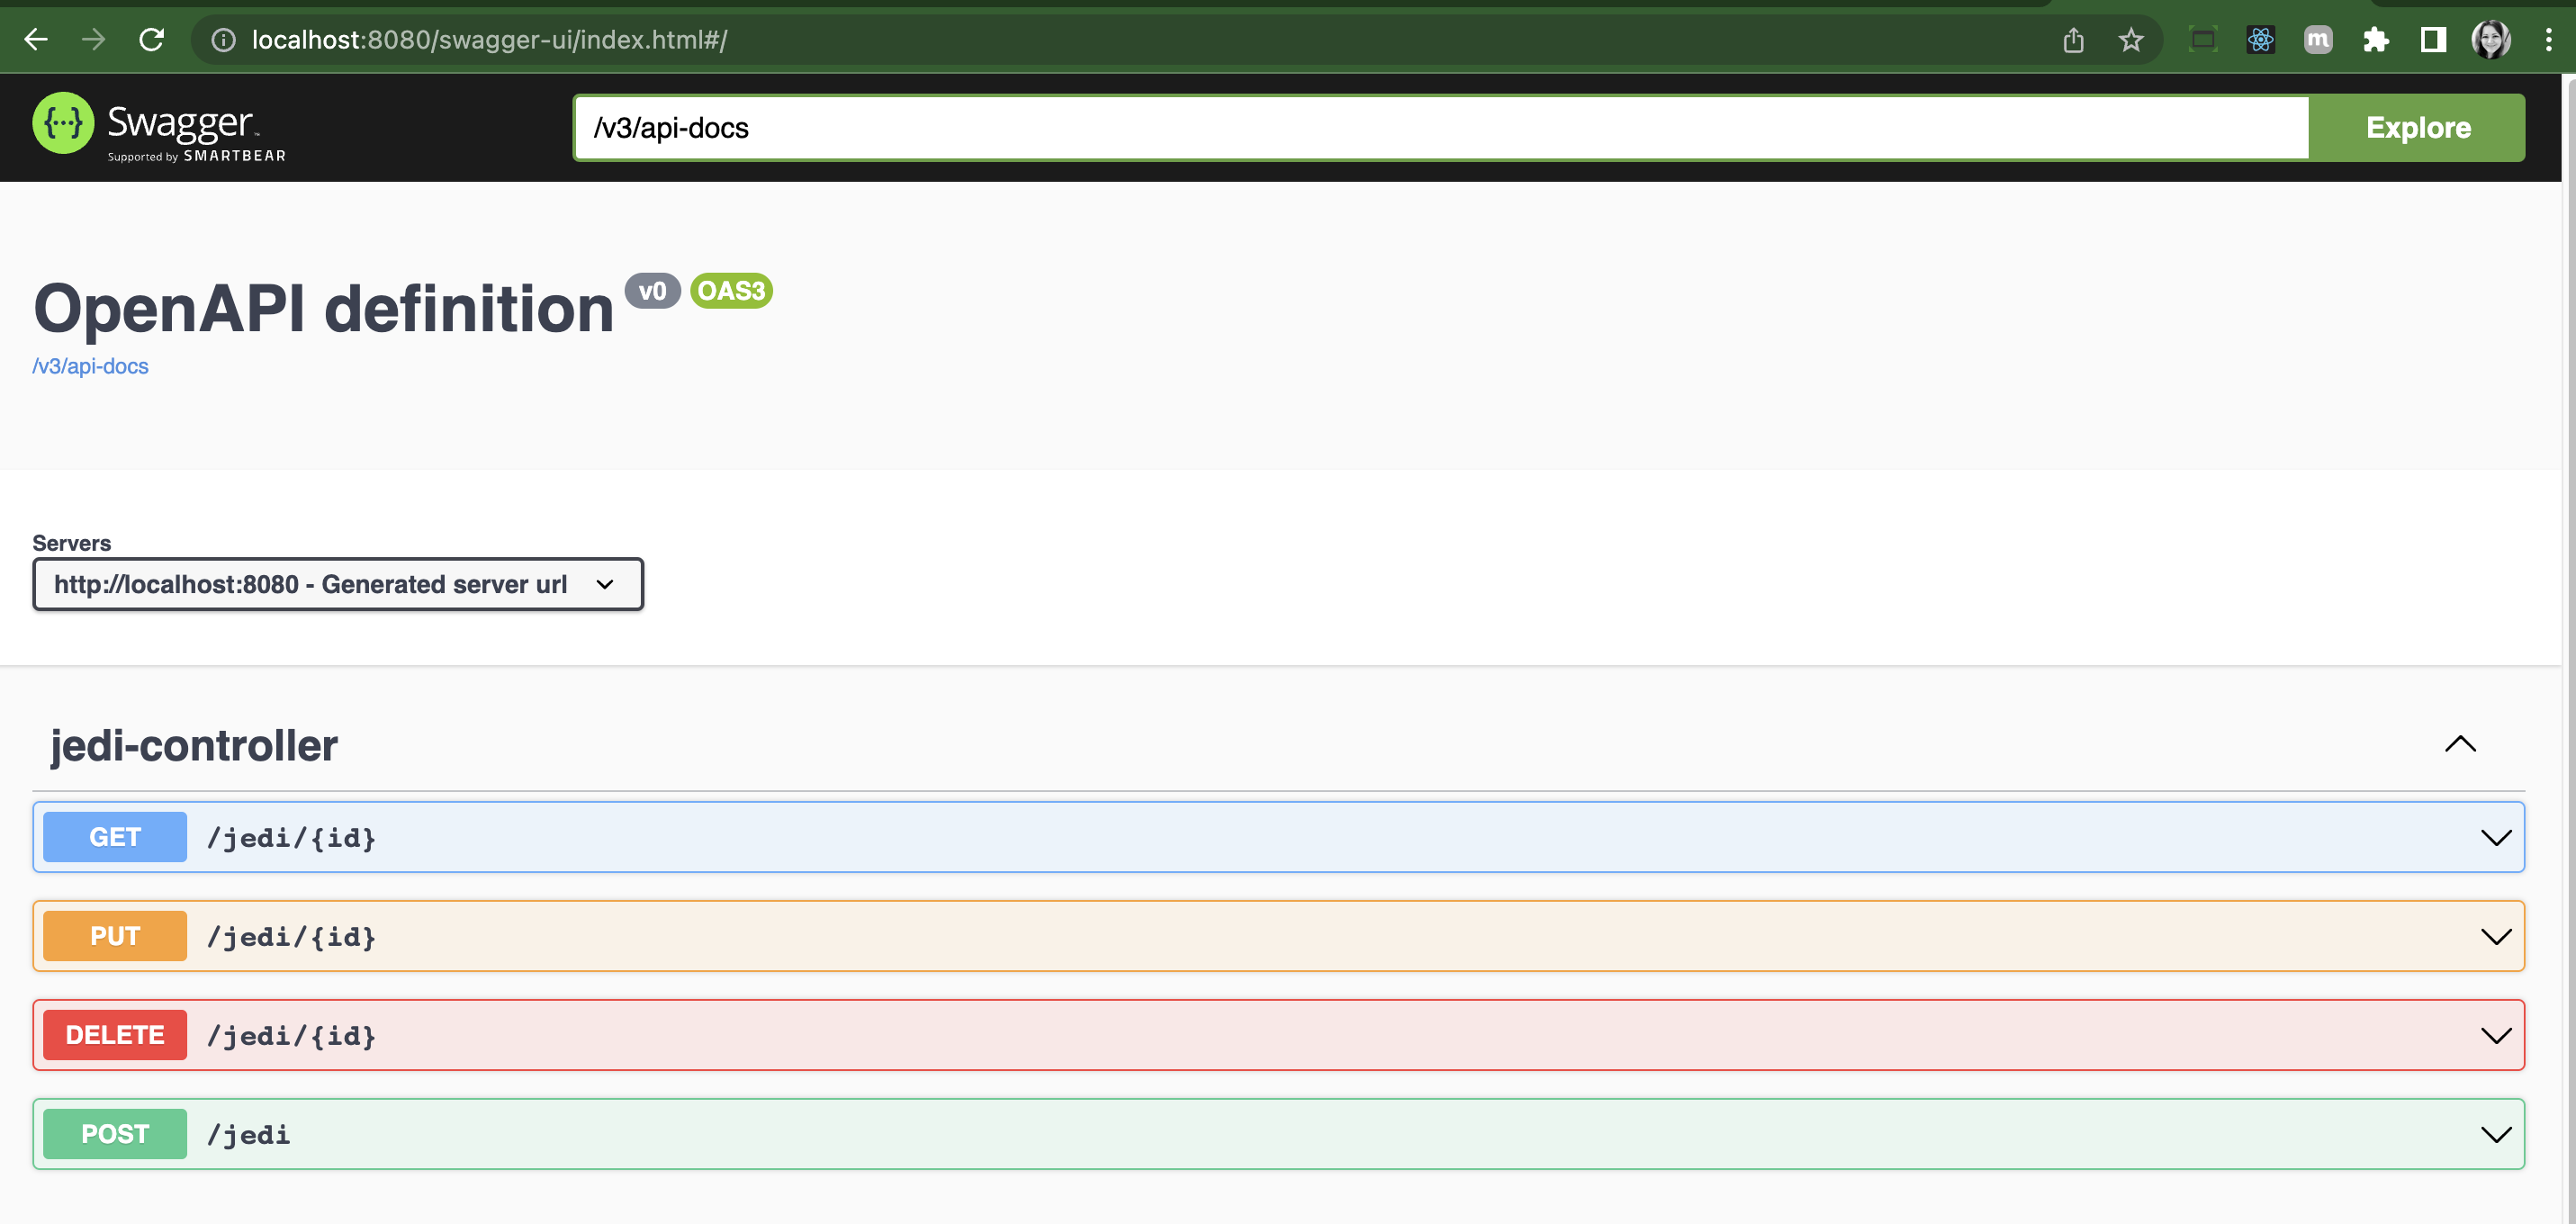 localhost:8080/swagger-ui/index.html#/
m
{···} Swagger™
Supported by SMARTBEAR
/v3/api-docs
Explore
OpenAPI definition v0 OAS3
/v3/api-docs
Servers
http://localhost:8080 - Generated server url
jedi-controller
GET /jedi/{id}
PUT /jedi/{id}
DELETE /jedi/{id}
POST /jedi